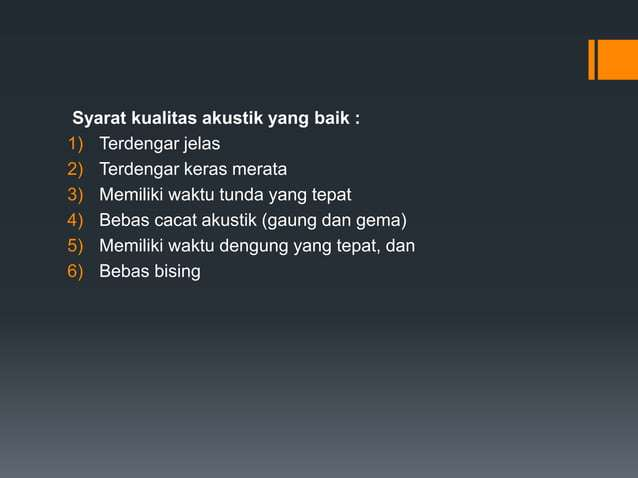 Syarat kualitas akustik yang baik :
1) Terdengar jelas
2) Terdengar keras merata
3) Memiliki waktu tunda yang tepat
4) Bebas cacat akustik (gaung dan gema)
5) Memiliki waktu dengung yang tepat, dan
6) Bebas bising